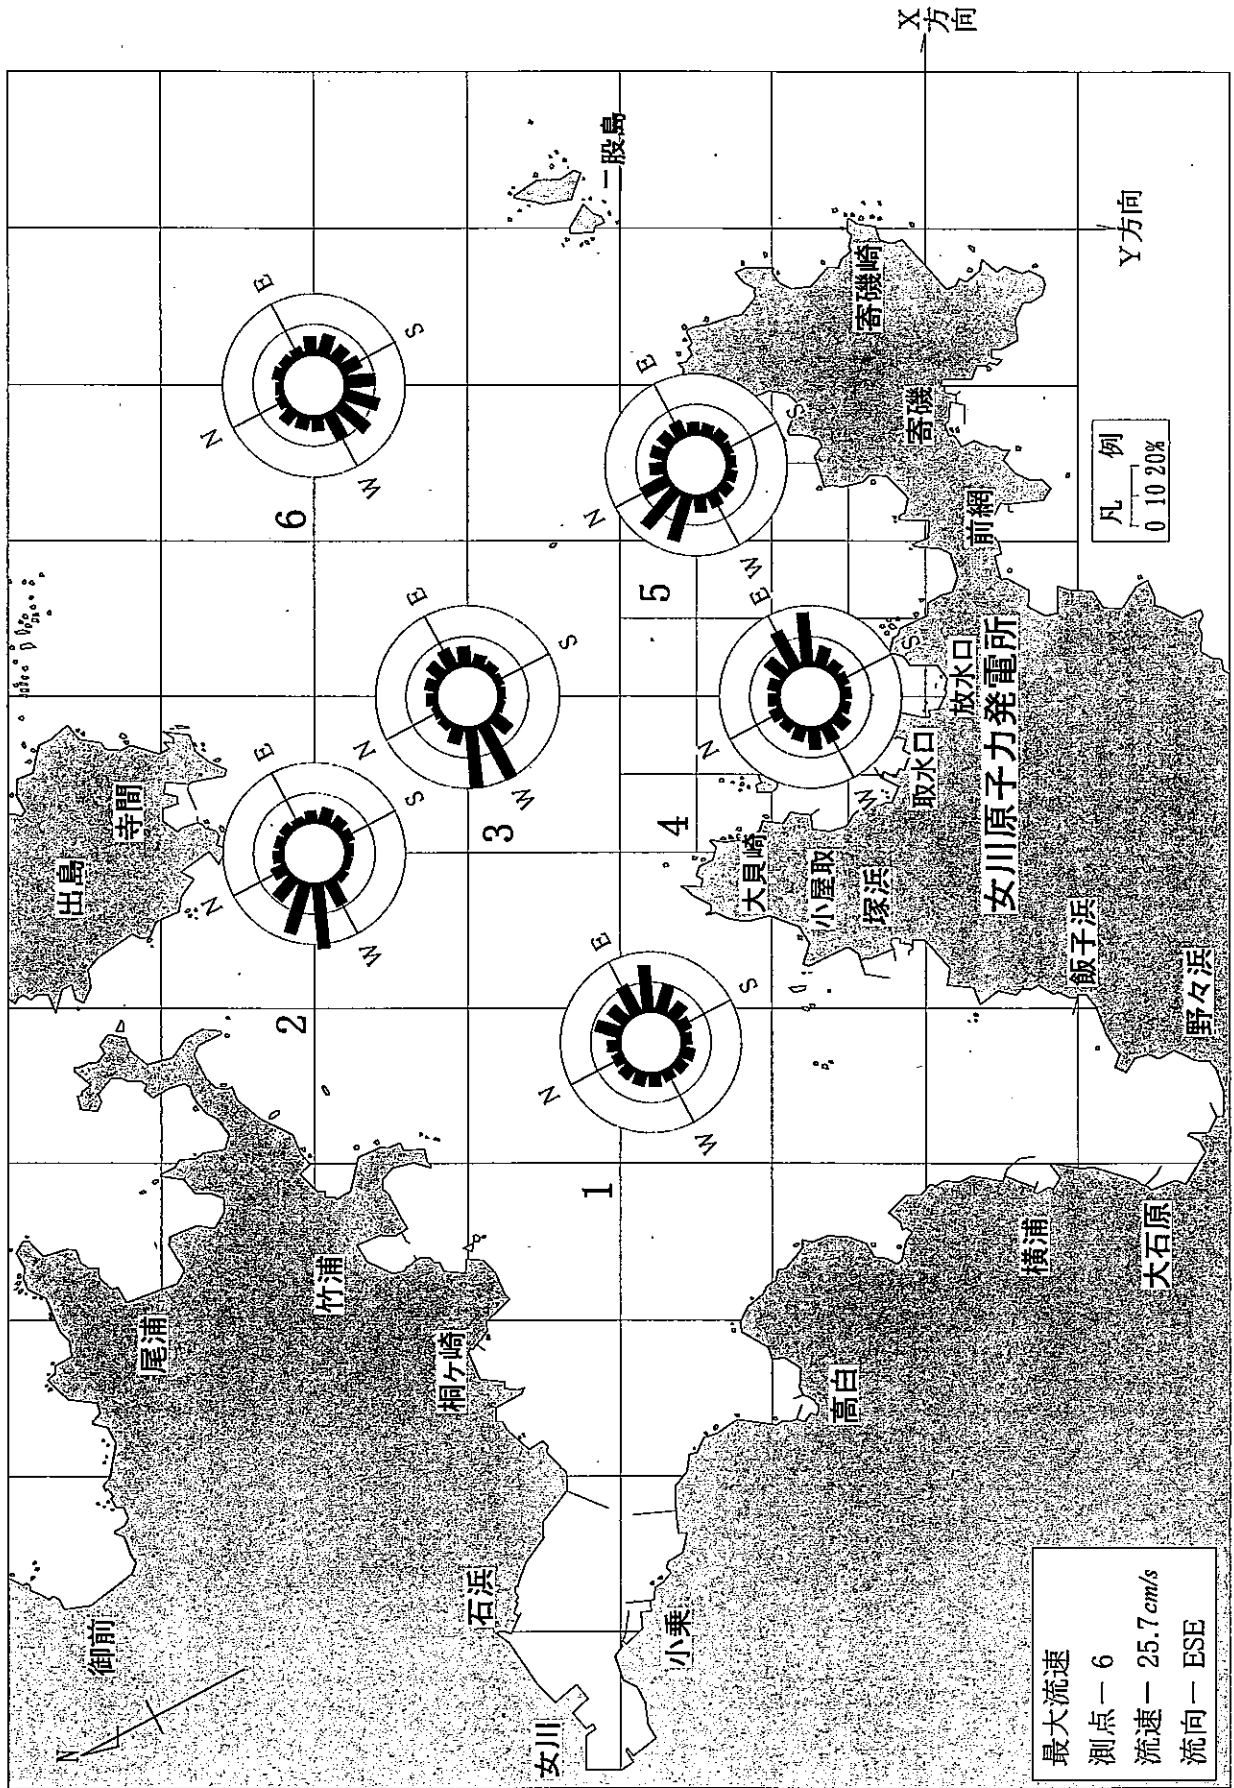 N
御前
尾浦
竹浦
桐ヶ崎
石浜
女川
小乗
高白
横浦
大石原
野々浜
飯子浜
塚浜
小屋取
大貝崎
女川原子力発電所
取水口
放水口
前網
寄磯
寄磯崎
二股島
出島
寺間
1
N
E
S
W
2
N
E
S
W
3
N
E
S
W
4
N
E
S
W
5
N
E
S
W
6
N
E
S
W
X方向
Y方向
凡例
0 10 20%
最大流速
測点－6
流速－25.7cm/s
流向－ESE